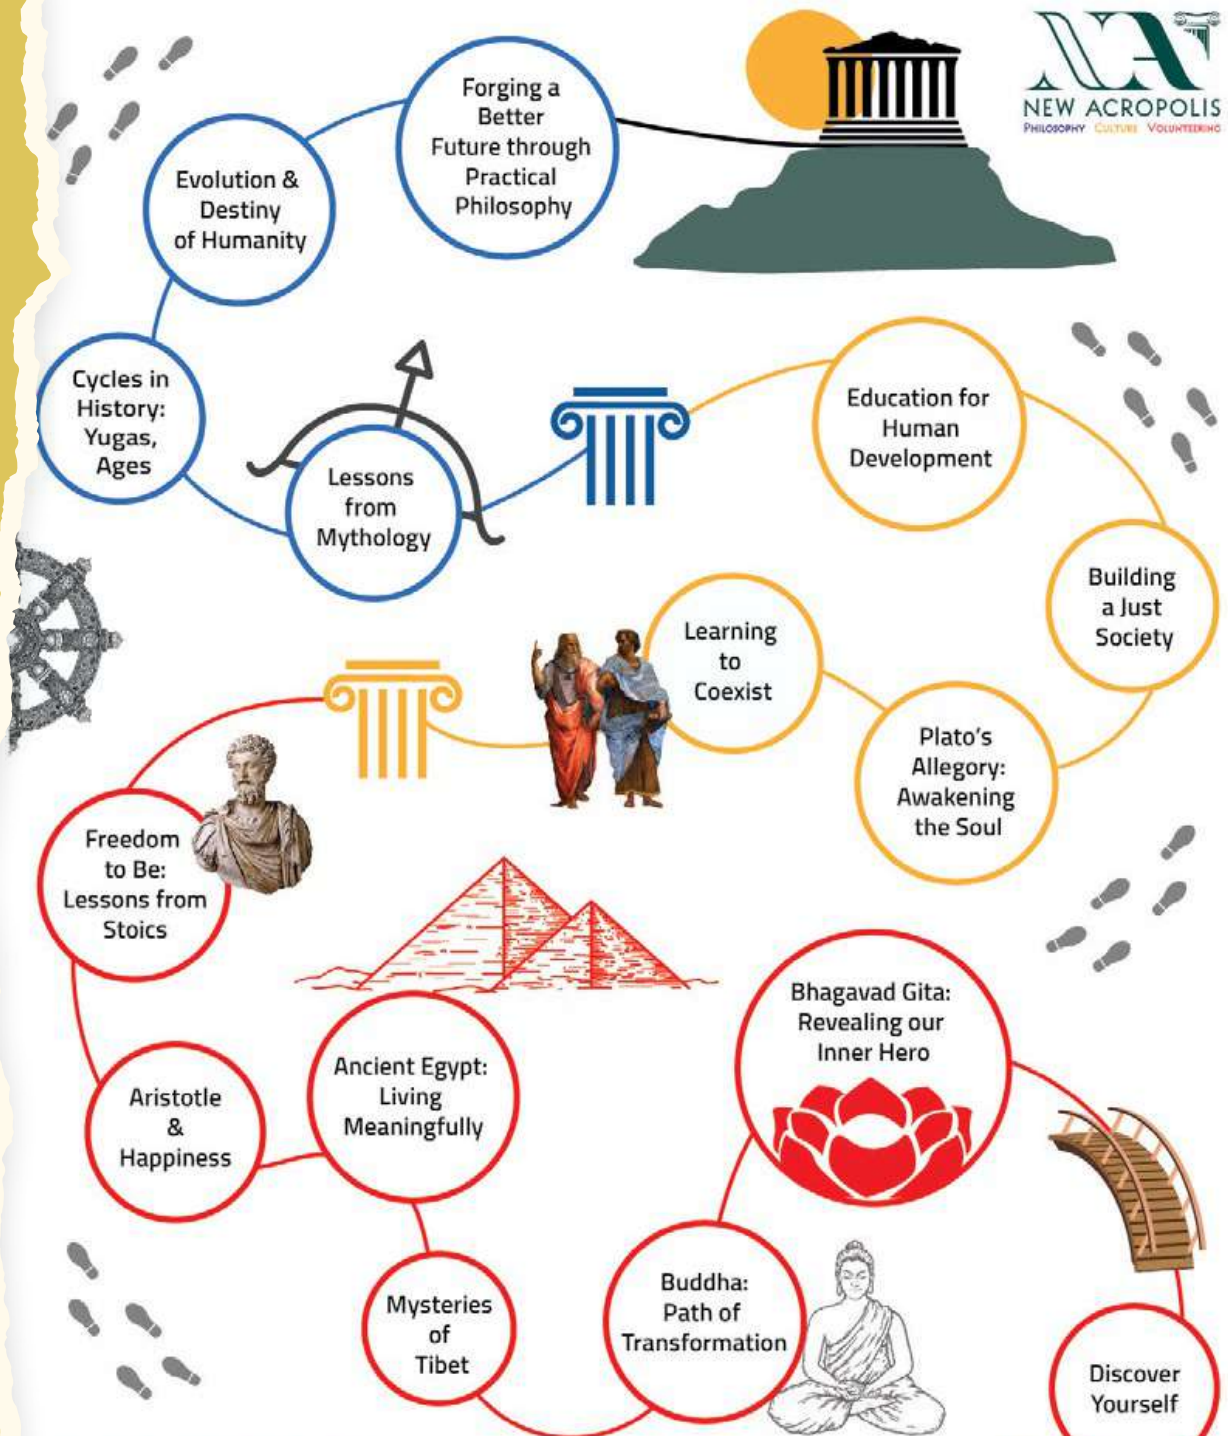 NEW ACROPOLIS
PHILOSOPHY CULTURE VOLUNTEERING
Forging a
Better
Future through
Practical
Philosophy
Evolution &
Destiny
of Humanity
Cycles in
History:
Yugas,
Ages
Lessons
from
Mythology
Education for
Human
Development
Building
a Just
Society
Plato's
Allegory:
Awakening
the Soul
Learning
to
Coexist
Freedom
to Be:
Lessons from
Stoics
Aristotle
&
Happiness
Ancient Egypt:
Living
Meaningfully
Mysteries
of
Tibet
Buddha:
Path of
Transformation
Bhagavad Gita:
Revealing our
Inner Hero
Discover
Yourself